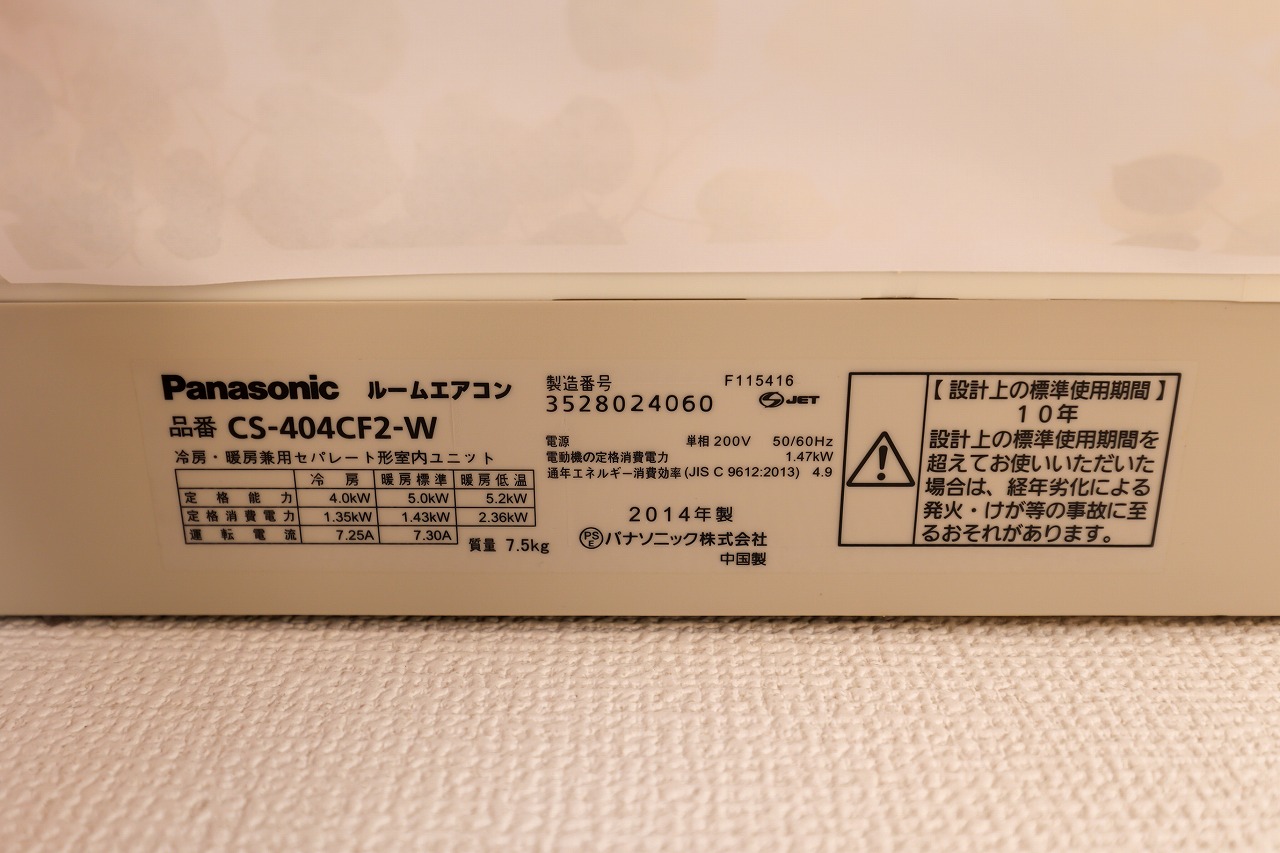 Panasonic ルームエアコン
品番 CS-404CF2-W
冷房・暖房兼用セパレート形室内ユニット
冷房 暖房標準 暖房低温
定格能力 4.0kW 5.0kW 5.2kW
定格消費電力 1.35kW 1.43kW 2.36kW
運転電流 7.25A 7.30A
質量 7.5kg
製造番号 F115416
3528024060 JET
電源 単相 200V 50/60Hz
電動機の定格消費電力 1.47kW
通年エネルギー消費効率(JIS C 9612:2013) 4.9
2014年製
PS E パナソニック株式会社
中国製
【設計上の標準使用期間】
10年
設計上の標準使用期間を
超えてお使いいただいた
場合は、経年劣化による
発火・けが等の事故に至
るおそれがあります。